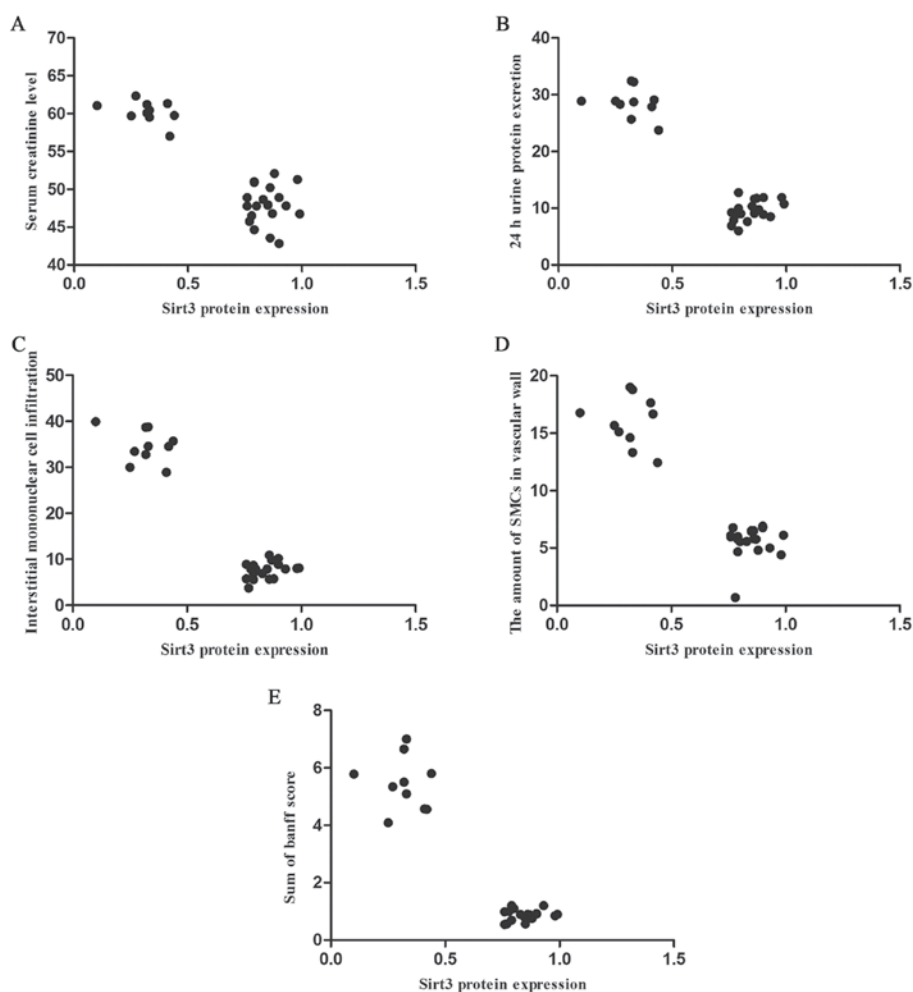 A
Serum creatinine level
70
65
60
55
50
45
40
0.0 0.5 1.0 1.5
Sirt3 protein expression
B
24 h urine protein excretion
40
30
20
10
0
0.0 0.5 1.0 1.5
Sirt3 protein expression
C
Interstitial mononuclear cell infiltration
50
40
30
20
10
0
0.0 0.5 1.0 1.5
Sirt3 protein expression
D
The amount of SMCs in vascular wall
20
15
10
5
0
0.0 0.5 1.0 1.5
Sirt3 protein expression
E
Sum of banff score
8
6
4
2
0
0.0 0.5 1.0 1.5
Sirt3 protein expression